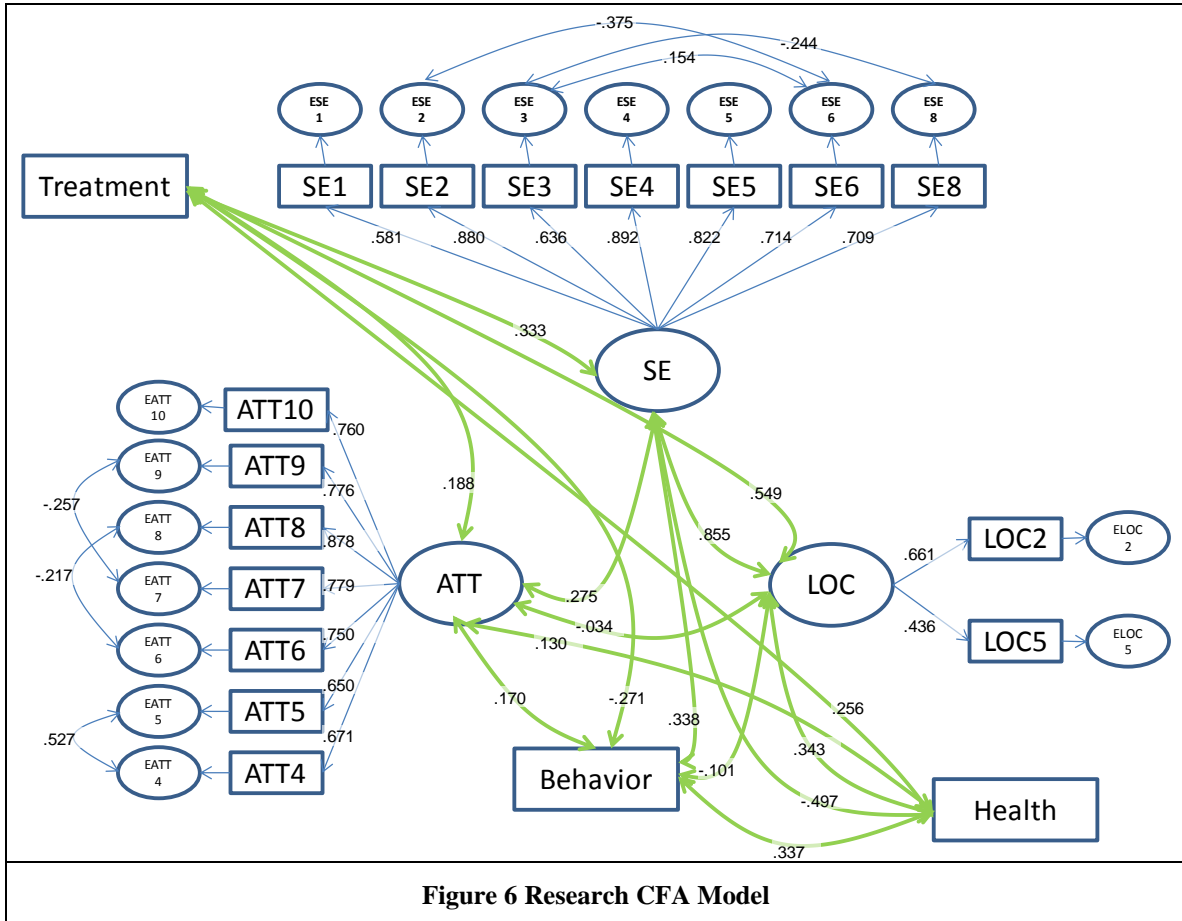 -.375
-.244
.154
ESE
1
ESE
2
ESE
3
ESE
4
ESE
5
ESE
6
ESE
8
Treatment
SE1
SE2
SE3
SE4
SE5
SE6
SE8
.581
.880
.636
.892
.822
.714
.709
.333
SE
EATT
10
ATT10
.760
EATT
9
ATT9
.776
-.257
EATT
8
ATT8
.878
-.217
EATT
7
ATT7
.779
EATT
6
ATT6
.750
EATT
5
ATT5
.650
.527
EATT
4
ATT4
.671
.188
.549
.855
ATT
LOC
.275
-.034
.130
.661
LOC2
ELOC
2
.436
LOC5
ELOC
5
.170
-.271
.338
.256
.343
-.101
-.497
.337
Behavior
Health
Figure 6 Research CFA Model